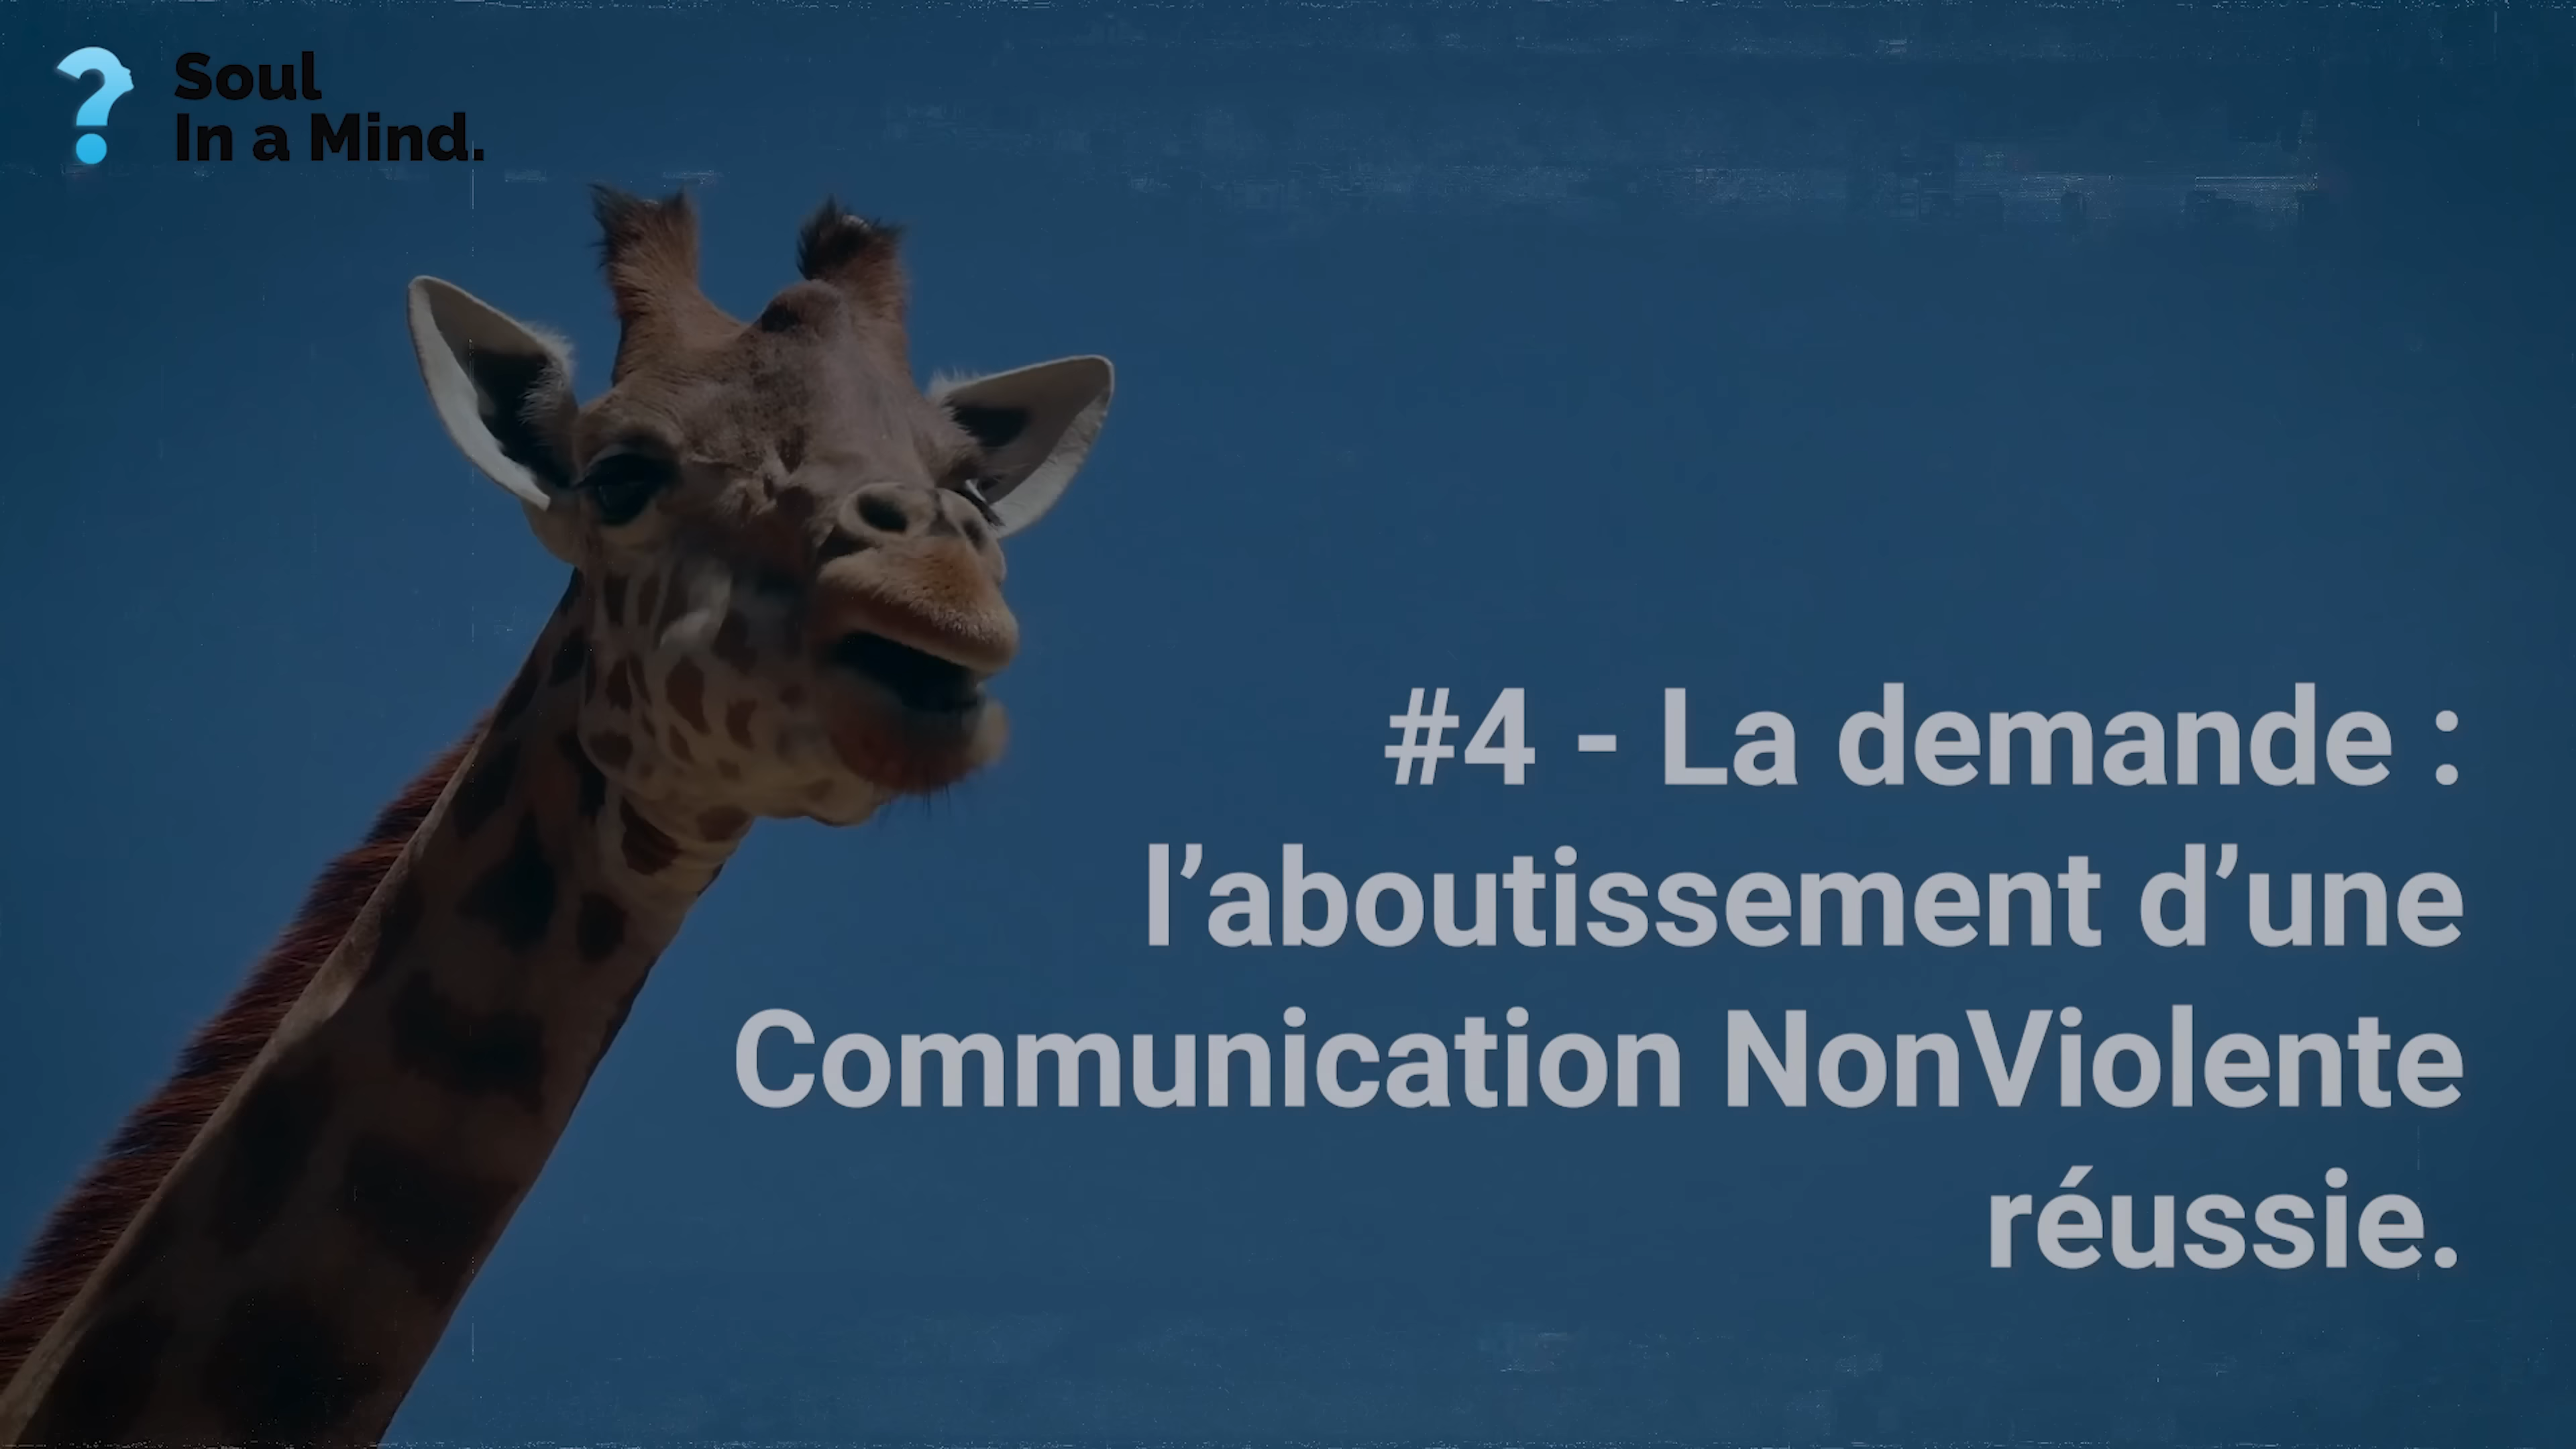 Soul
In a Mind.
#4 - La demande :
l’aboutissement d’une
Communication NonViolente
réussie.